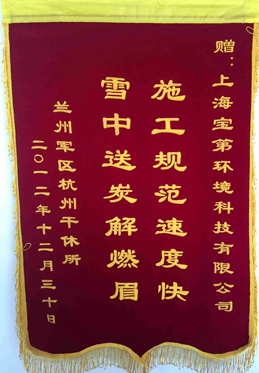 赠：上海宝第环境科技有限公司
施工规范速度快
雪中送炭解燃眉
兰州军区杭州干休所
二〇一二年十二月三十日